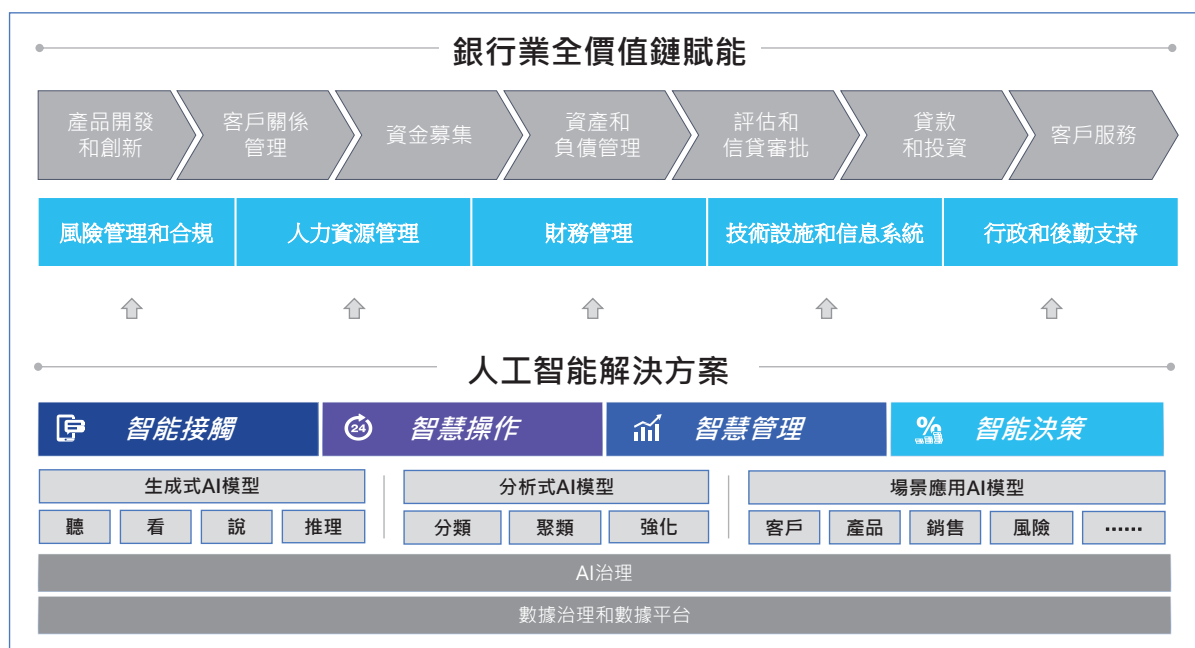 銀行業全價值鏈賦能
產品開發
和創新
客戶關係
管理
資金募集
資產和
負債管理
評估和
信貸審批
貸款
和投資
客戶服務
風險管理和合規
人力資源管理
財務管理
技術設施和信息系統
行政和後勤支持
人工智能解決方案
智能接觸
24
智慧操作
智慧管理
%
智能決策
生成式AI模型
分析式AI模型
場景應用AI模型
聽
看
說
推理
分類
聚類
強化
客戶
產品
銷售
風險
……
AI治理
數據治理和數據平台